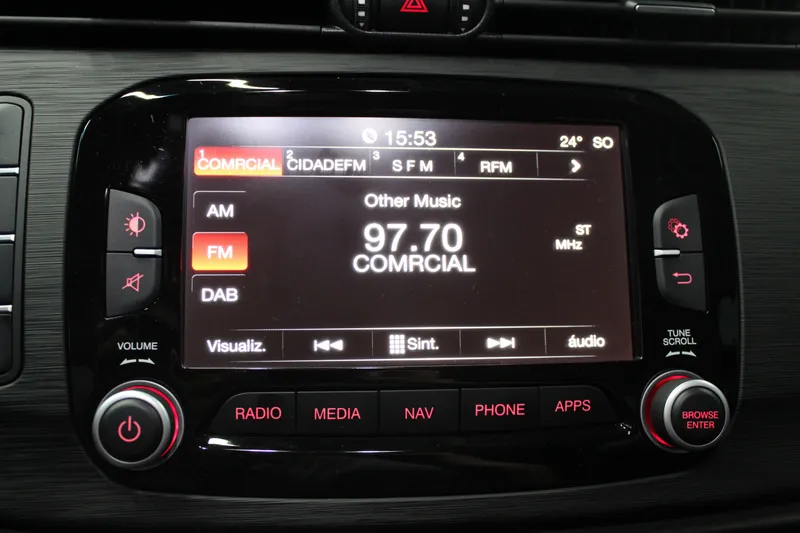 15:53
24° SO
1 COMRCIAL 2 CIDADEFM 3 S F M 4 RFM
AM
Other Music
FM
97.70
ST
MHz
COMRCIAL
DAB
Visualiz. Sint. áudio
VOLUME
TUNE
SCROLL
RADIO MEDIA NAV PHONE APPS
BROWSE
ENTER